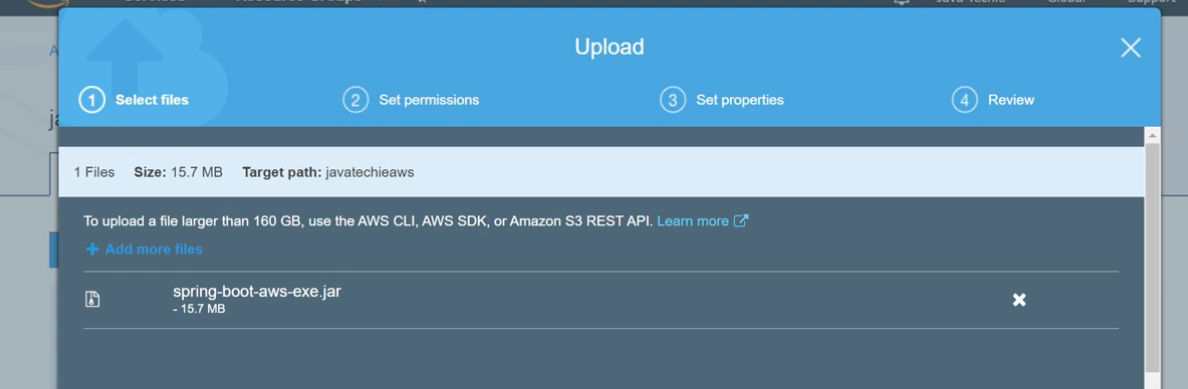 Upload
1 Select files 2 Set permissions 3 Set properties 4 Review
1 Files Size: 15.7 MB Target path: javatechieaws
To upload a file larger than 160 GB, use the AWS CLI, AWS SDK, or Amazon S3 REST API. Learn more
Add more files
spring-boot-aws-exe.jar
- 15.7 MB